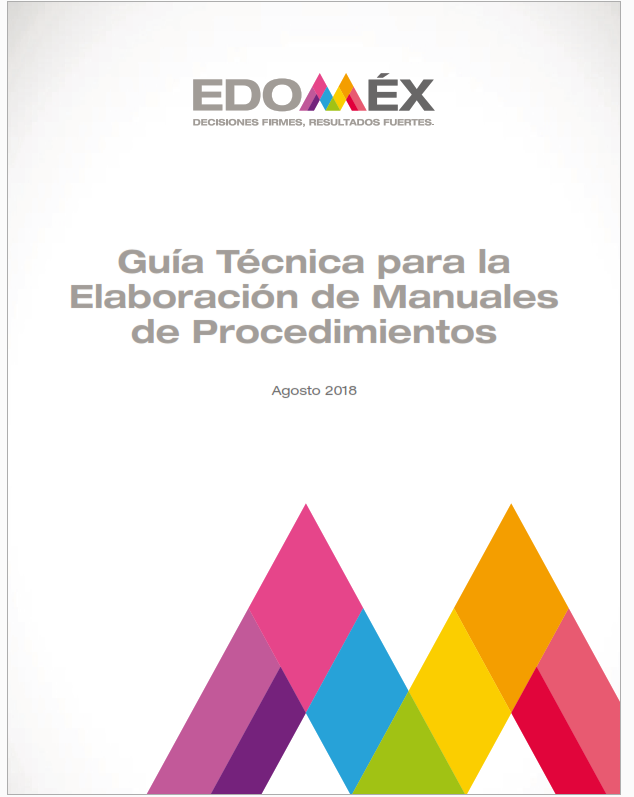 EDOMÉX
DECISIONES FIRMES, RESULTADOS FUERTES.
Guía Técnica para la
Elaboración de Manuales
de Procedimientos
Agosto 2018